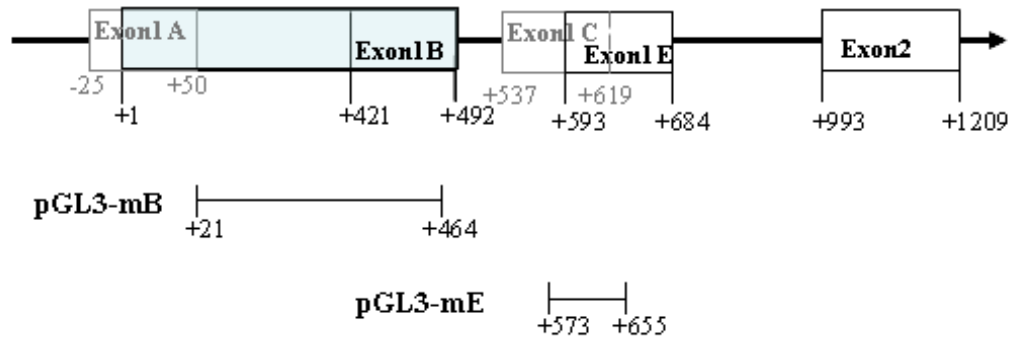 Exon1 A
Exon1B
Exon1 C
Exon1 E
Exon2
-25
+50
+1
+421
+492
+537
+619
+593
+684
+993
+1209
pGL3-mB
+21
+464
pGL3-mE
+573
+655